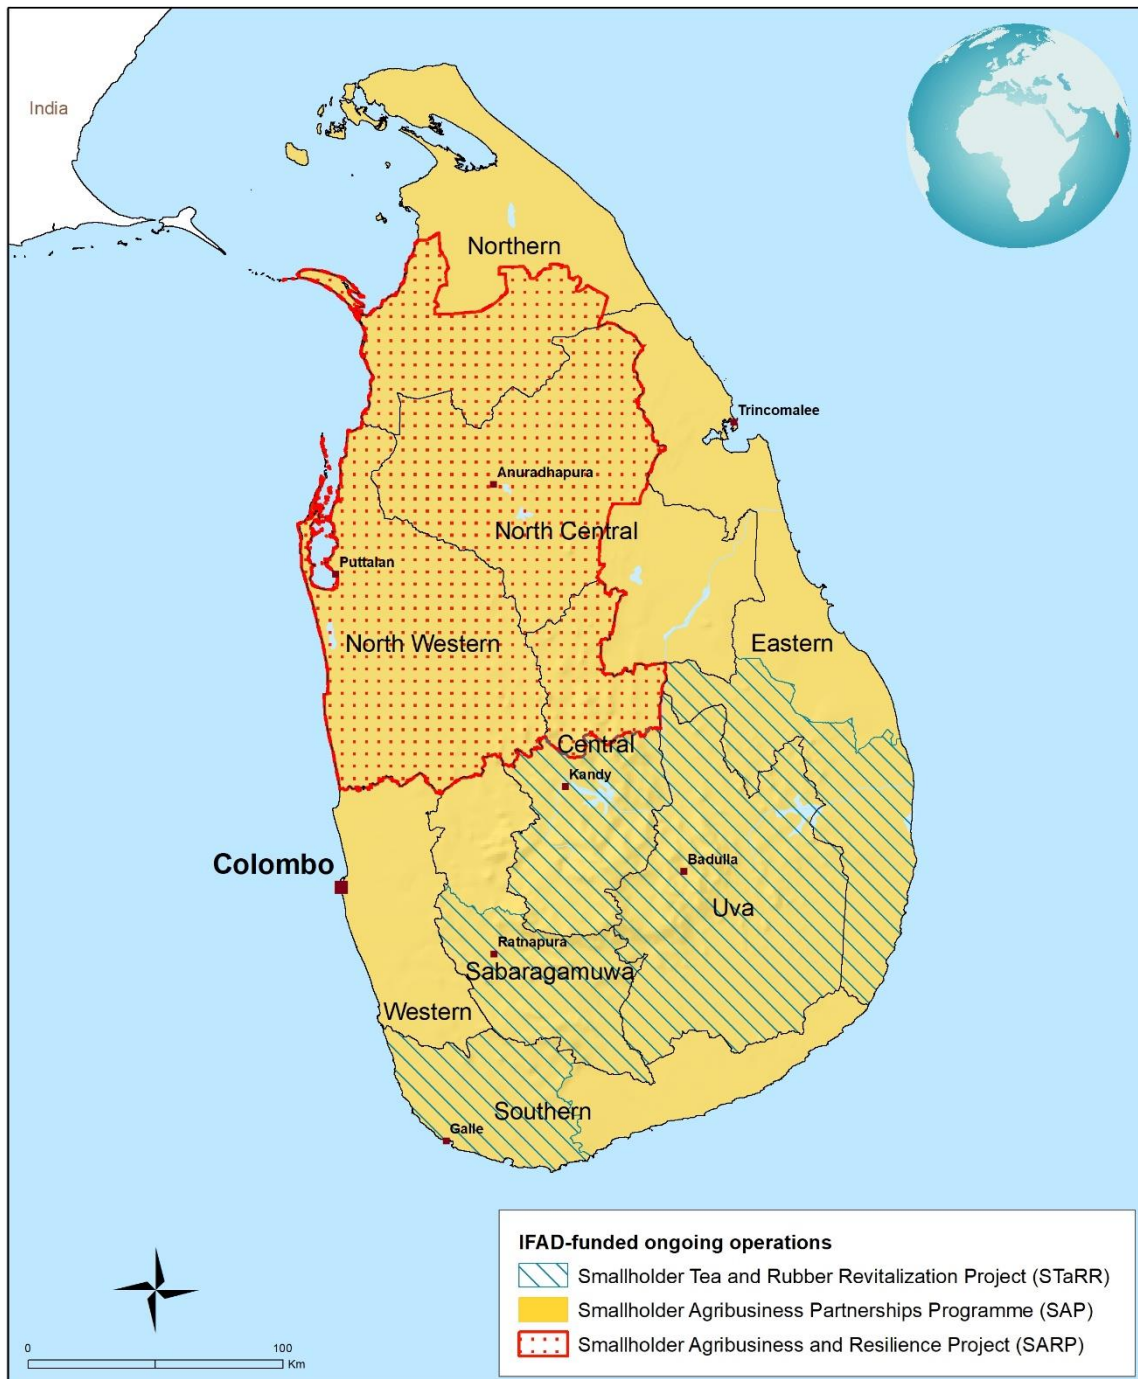 India
Northern
Trincomalee
Anuradhapura
North Central
Puttalan
North Western
Eastern
Central
Kandy
Colombo
Badulla
Uva
Ratnapura
Sabaragamuwa
Western
Southern
Galle
IFAD-funded ongoing operations
Smallholder Tea and Rubber Revitalization Project (STaRR)
Smallholder Agribusiness Partnerships Programme (SAP)
Smallholder Agribusiness and Resilience Project (SARP)
0 100
Km